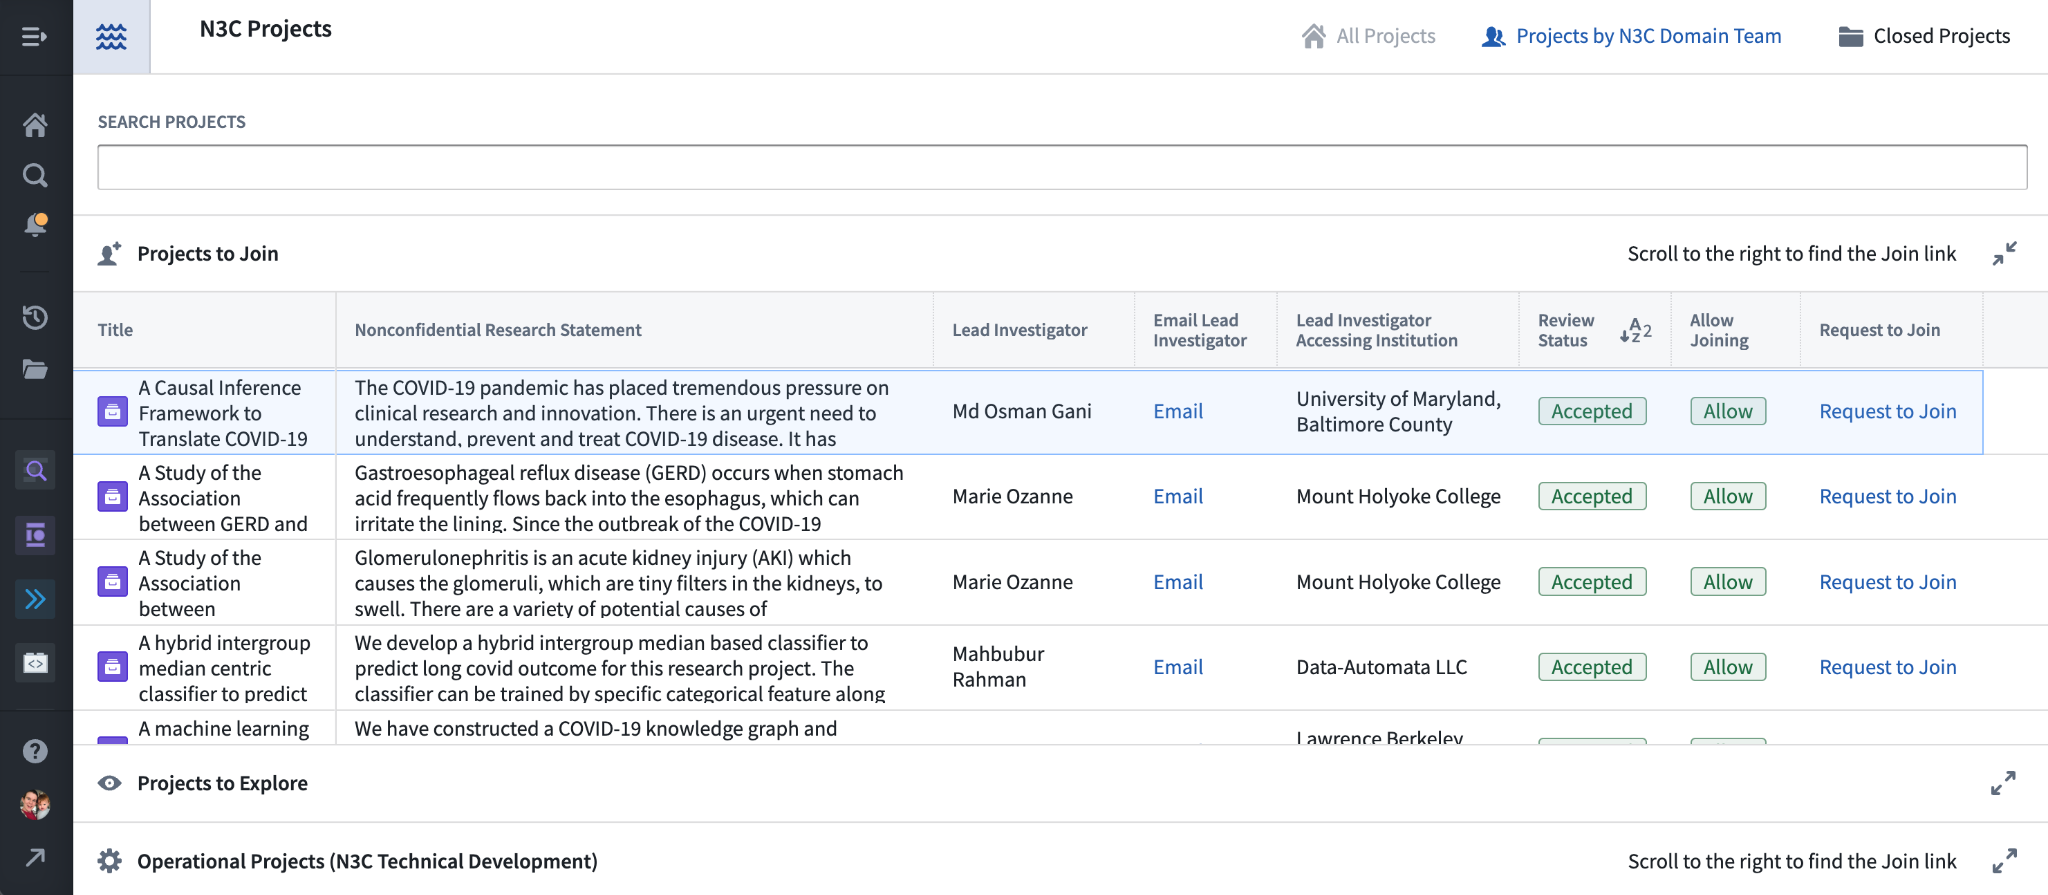 N3C Projects
All Projects
Projects by N3C Domain Team
Closed Projects
SEARCH PROJECTS
Projects to Join
Scroll to the right to find the Join link
Title
Nonconfidential Research Statement
Lead Investigator
Email Lead
Investigator
Lead Investigator
Accessing Institution
Review
Status
A
Z 2
Allow
Joining
Request to Join
A Causal Inference
Framework to
Translate COVID-19
The COVID-19 pandemic has placed tremendous pressure on
clinical research and innovation. There is an urgent need to
understand, prevent and treat COVID-19 disease. It has
Md Osman Gani
Email
University of Maryland,
Baltimore County
Accepted
Allow
Request to Join
A Study of the
Association
between GERD and
Gastroesophageal reflux disease (GERD) occurs when stomach
acid frequently flows back into the esophagus, which can
irritate the lining. Since the outbreak of the COVID-19
Marie Ozanne
Email
Mount Holyoke College
Accepted
Allow
Request to Join
A Study of the
Association
between
Glomerulonephritis is an acute kidney injury (AKI) which
causes the glomeruli, which are tiny filters in the kidneys, to
swell. There are a variety of potential causes of
Marie Ozanne
Email
Mount Holyoke College
Accepted
Allow
Request to Join
A hybrid intergroup
median centric
classifier to predict
We develop a hybrid intergroup median based classifier to
predict long covid outcome for this research project. The
classifier can be trained by specific categorical feature along
Mahbubur
Rahman
Email
Data-Automata LLC
Accepted
Allow
Request to Join
A machine learning
We have constructed a COVID-19 knowledge graph and
Lawrence Berkeley
Projects to Explore
Operational Projects (N3C Technical Development)
Scroll to the right to find the Join link